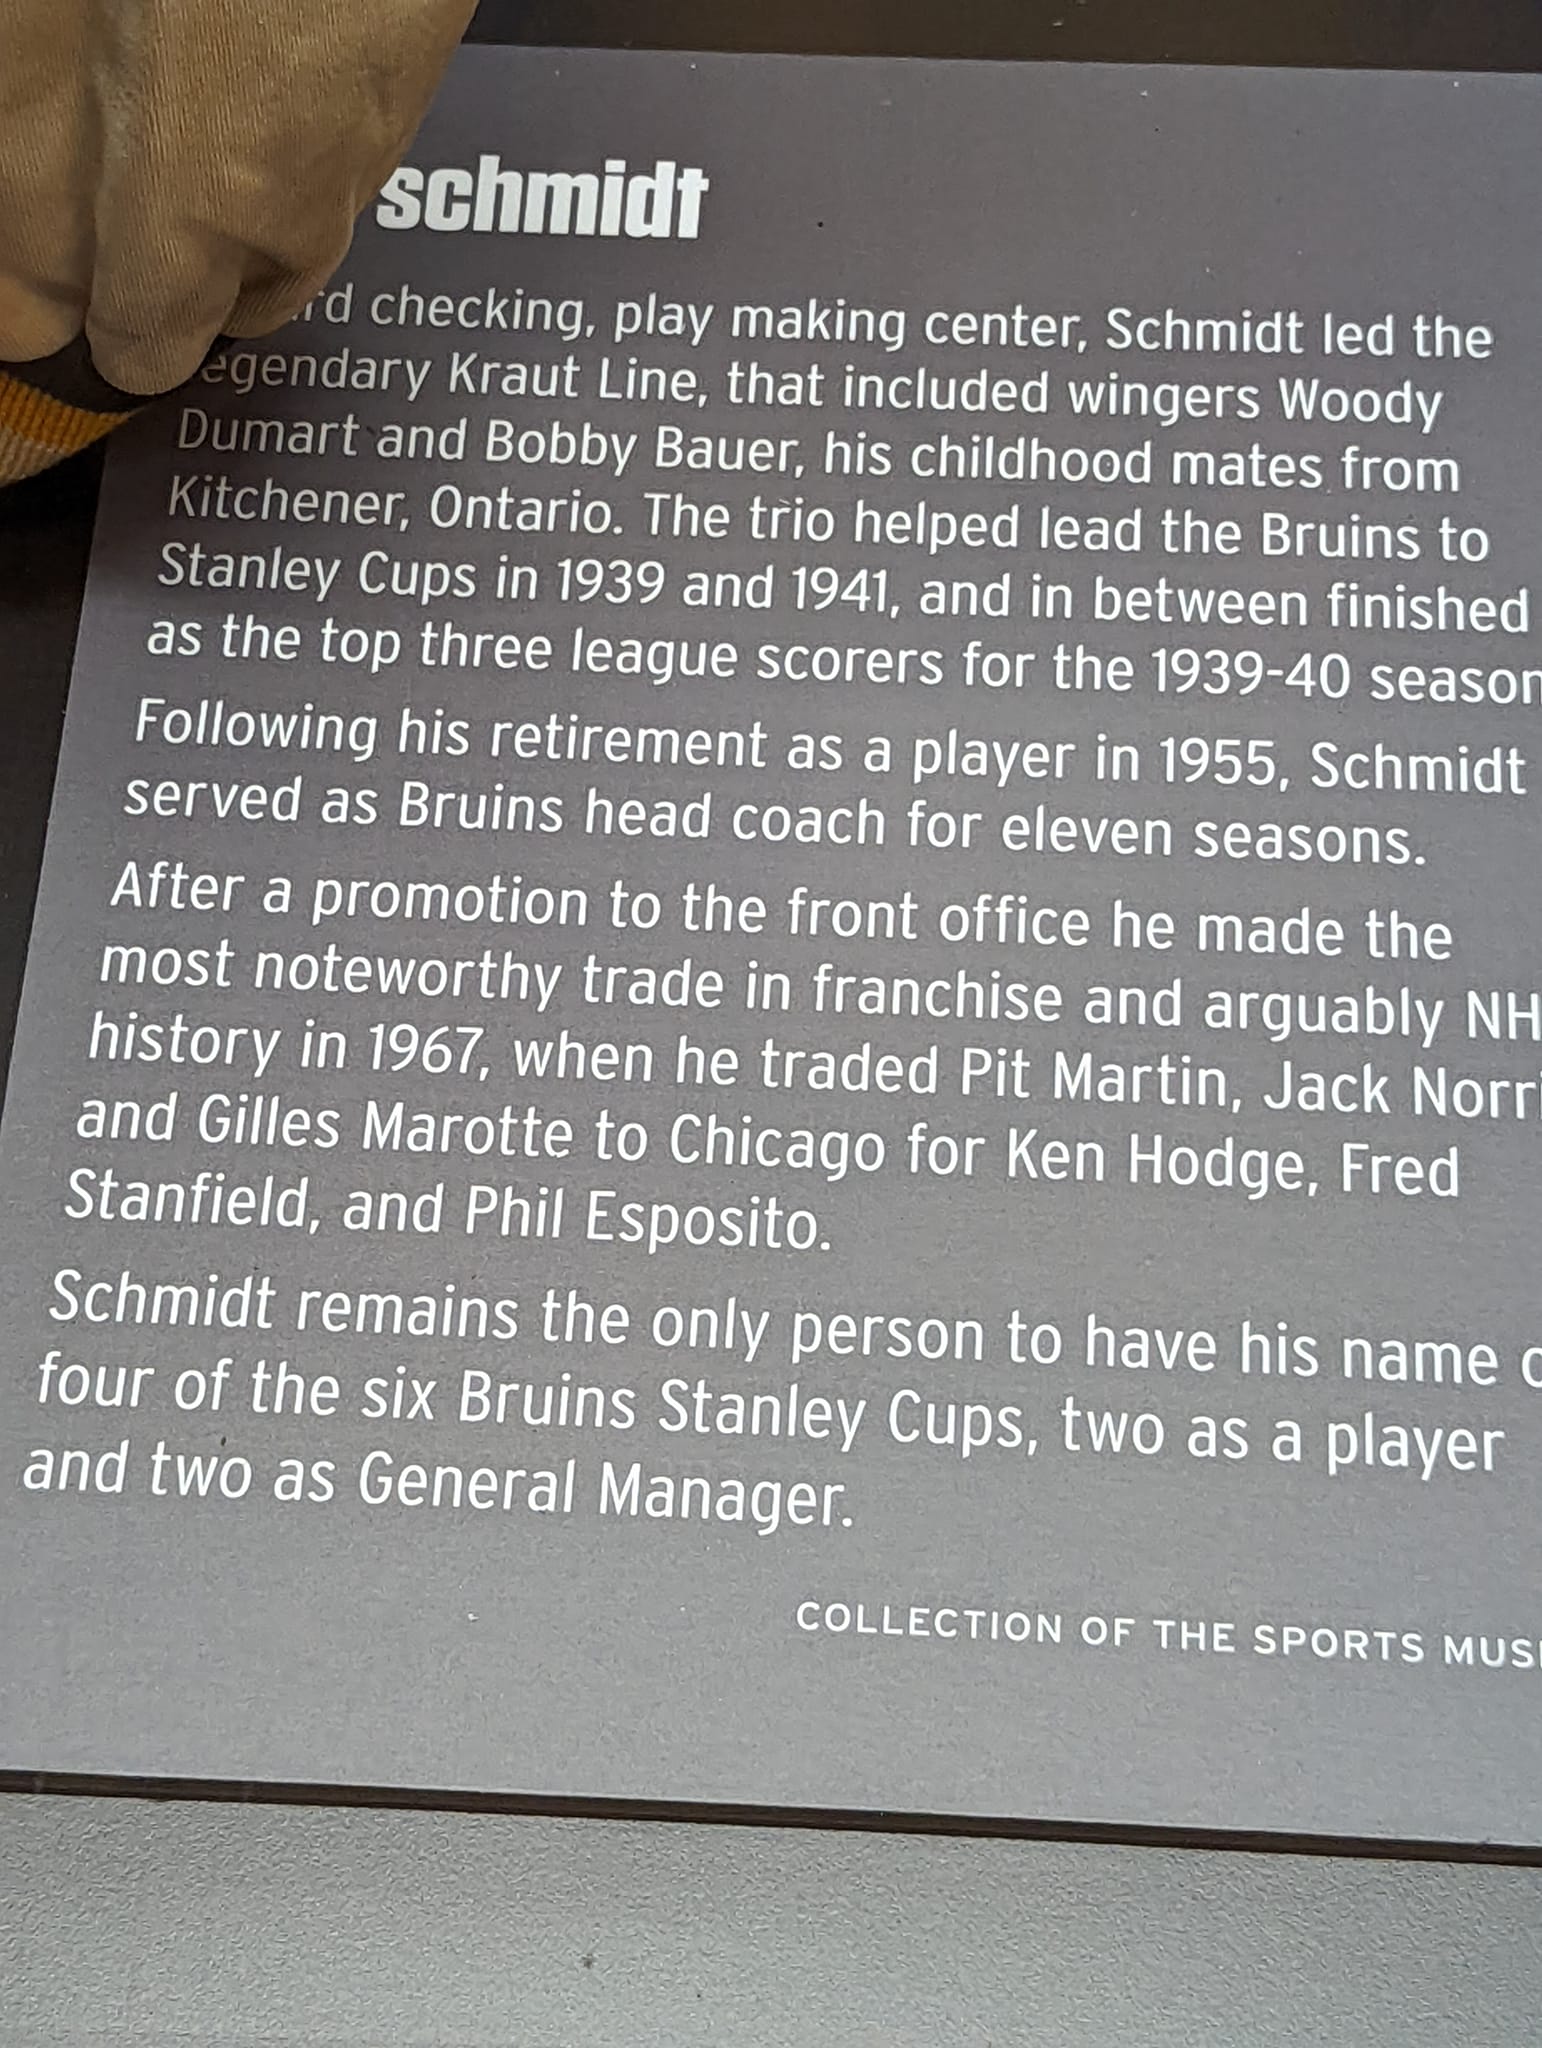 schmidt
checking, play making center, Schmidt led the
legendary Kraut Line, that included wingers Woody
Dumart and Bobby Bauer, his childhood mates from
Kitchener, Ontario. The trio helped lead the Bruins to
Stanley Cups in 1939 and 1941, and in between finished
as the top three league scorers for the 1939-40 season
Following his retirement as a player in 1955, Schmidt
served as Bruins head coach for eleven seasons.
After a promotion to the front office he made the
most noteworthy trade in franchise and arguably NH
history in 1967, when he traded Pit Martin, Jack Norri
and Gilles Marotte to Chicago for Ken Hodge, Fred
Stanfield, and Phil Esposito.
Schmidt remains the only person to have his name
four of the six Bruins Stanley Cups, two as a player
and two as General Manager.
COLLECTION OF THE SPORTS MUSE